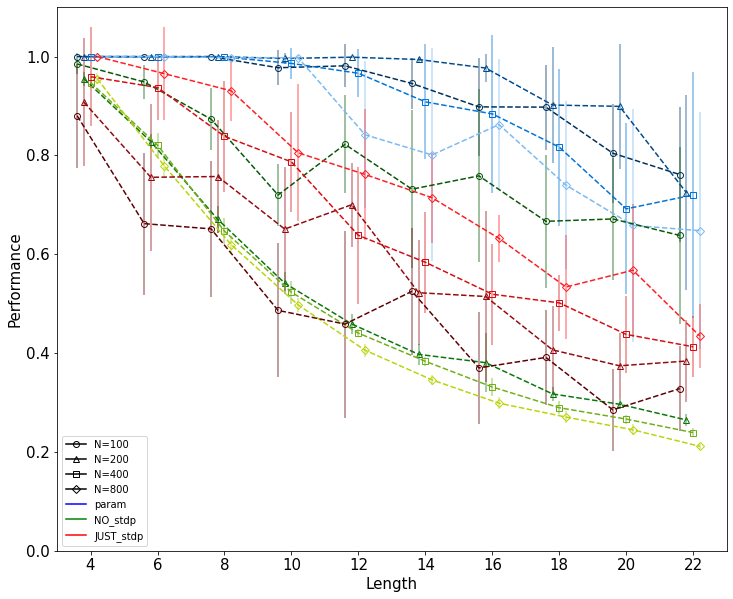 1.0
0.8
0.6
0.4
0.2
0.0
Performance
N=100
N=200
N=400
N=800
param
NO_stdp
JUST_stdp
4 6 8 10 12 14 16 18 20 22
Length